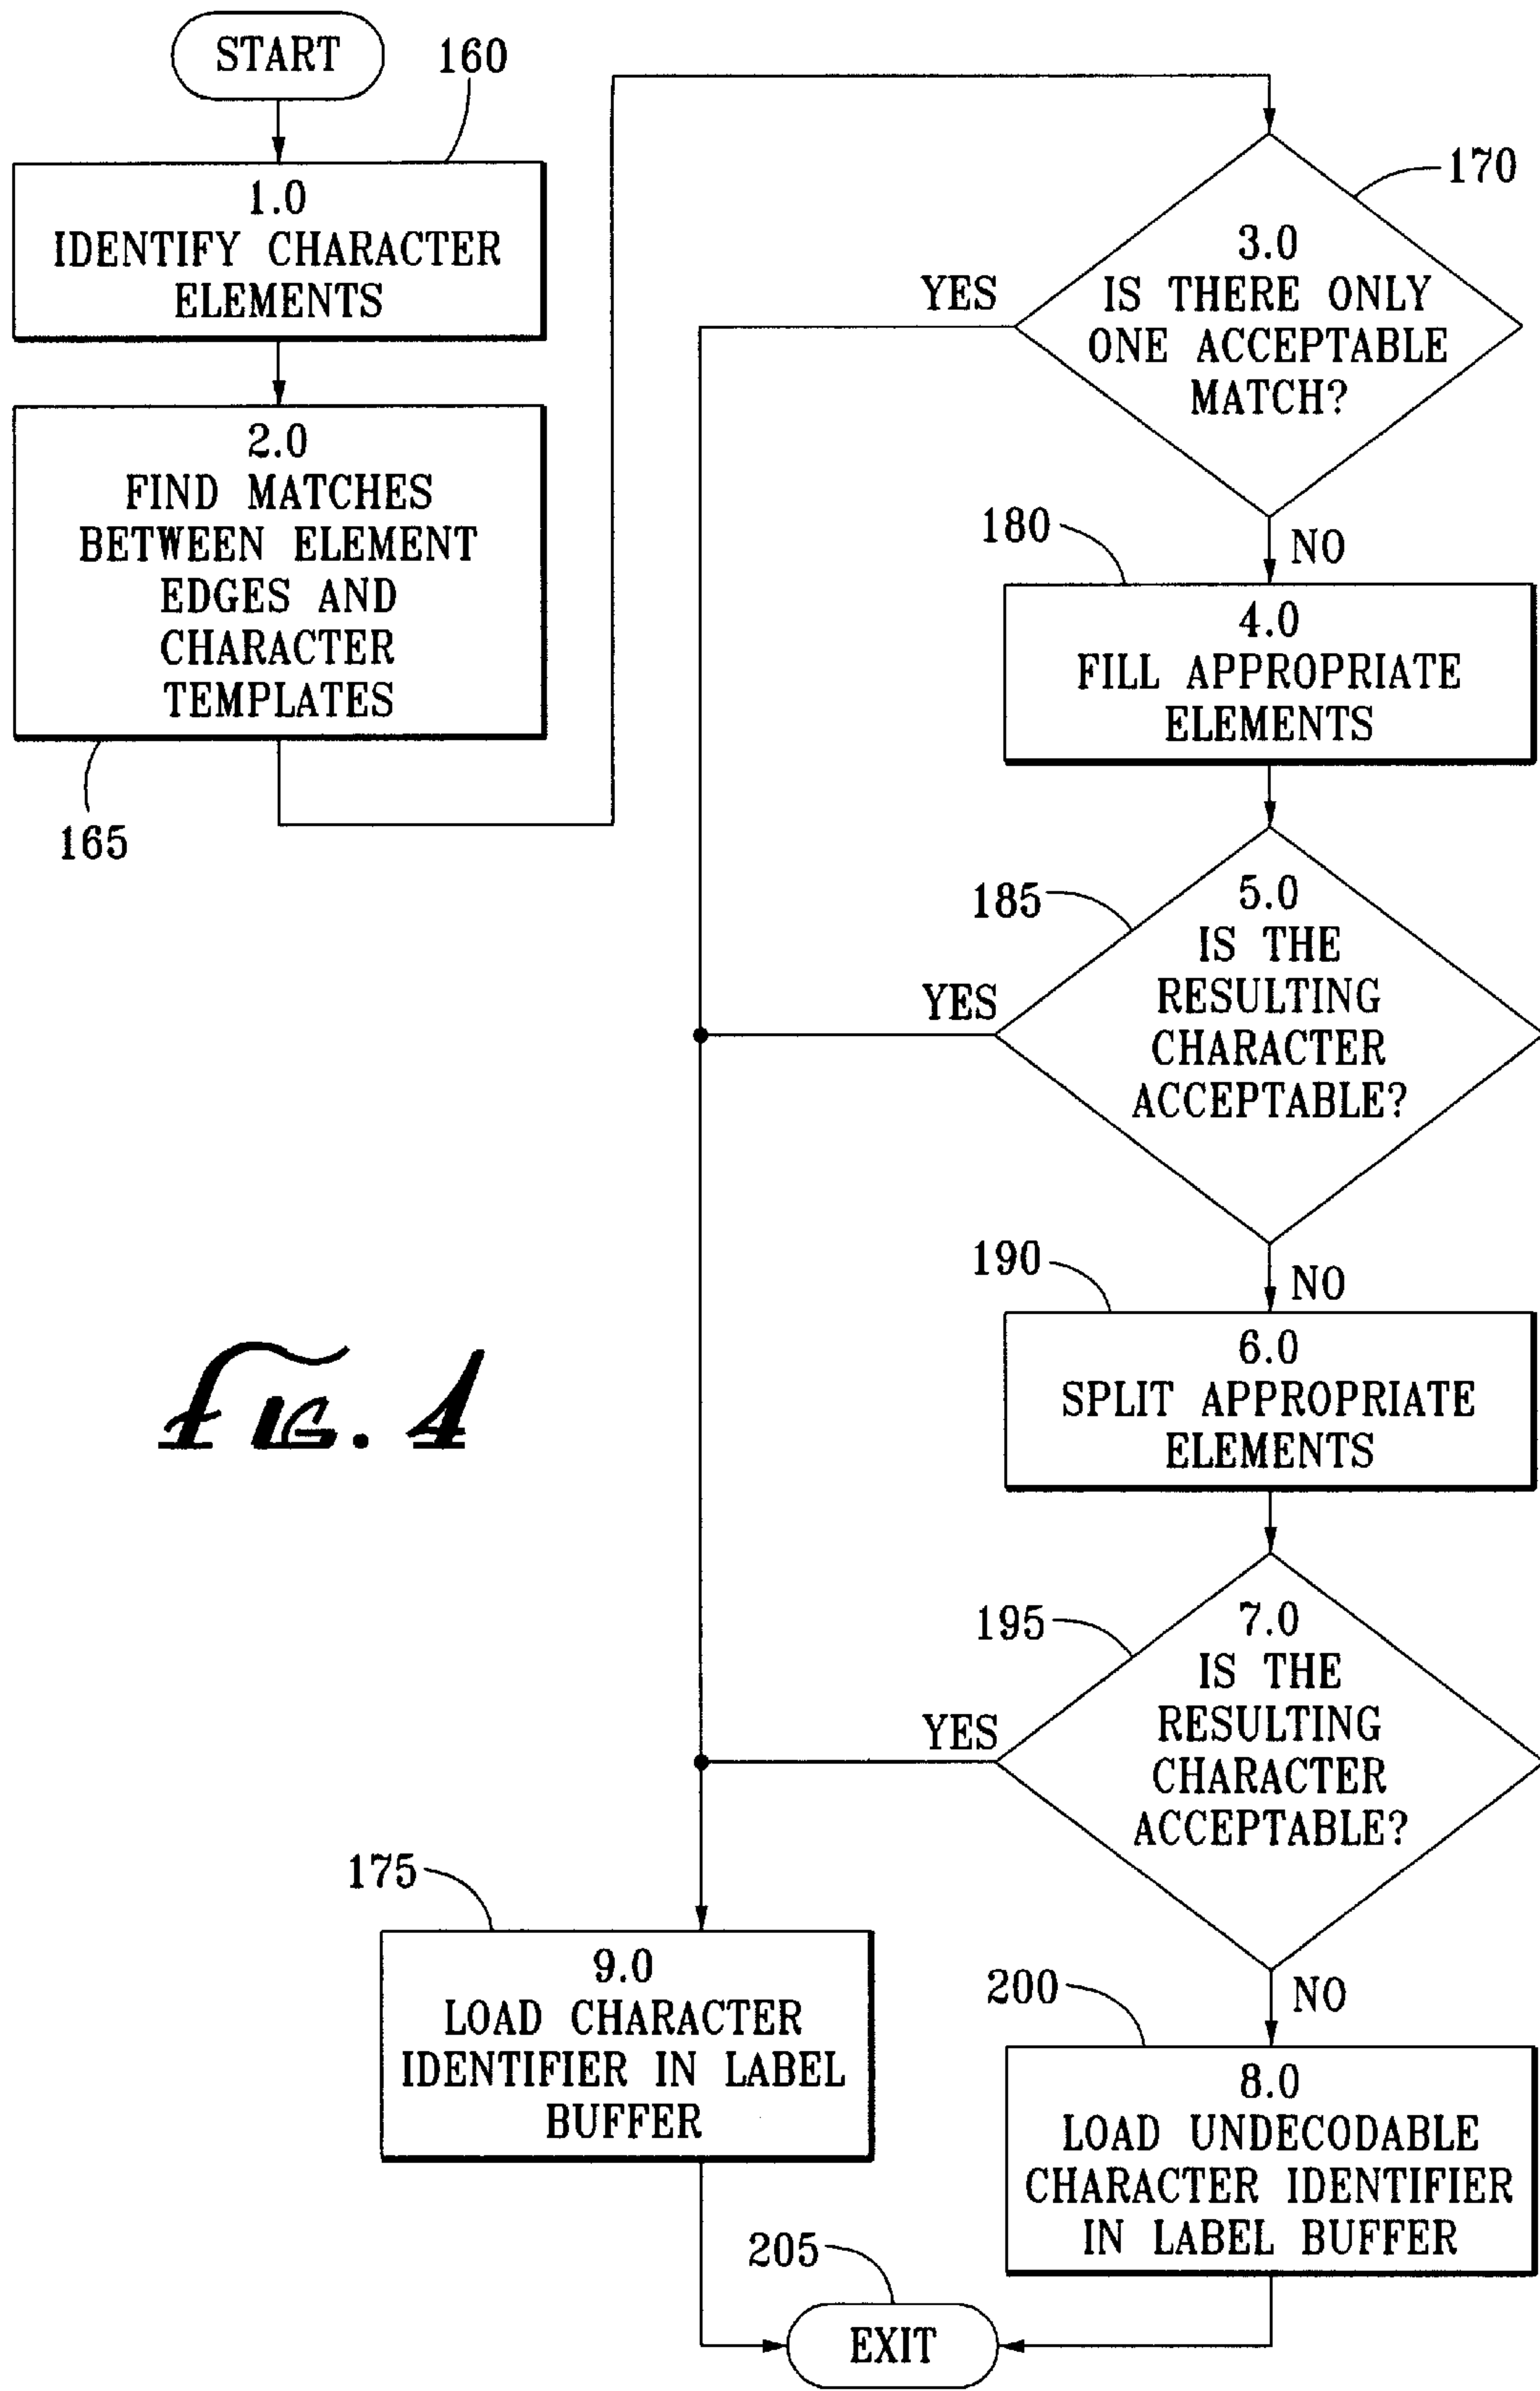 START
160
1.0
IDENTIFY CHARACTER
ELEMENTS
2.0
FIND MATCHES
BETWEEN ELEMENT
EDGES AND
CHARACTER
TEMPLATES
165
170
3.0
IS THERE ONLY
ONE ACCEPTABLE
MATCH?
YES
NO
180
4.0
FILL APPROPRIATE
ELEMENTS
185
5.0
IS THE
RESULTING
CHARACTER
ACCEPTABLE?
YES
NO
190
6.0
SPLIT APPROPRIATE
ELEMENTS
195
7.0
IS THE
RESULTING
CHARACTER
ACCEPTABLE?
YES
NO
175
9.0
LOAD CHARACTER
IDENTIFIER IN LABEL
BUFFER
200
8.0
LOAD UNDECODABLE
CHARACTER IDENTIFIER
IN LABEL BUFFER
205
EXIT
FIG. 4